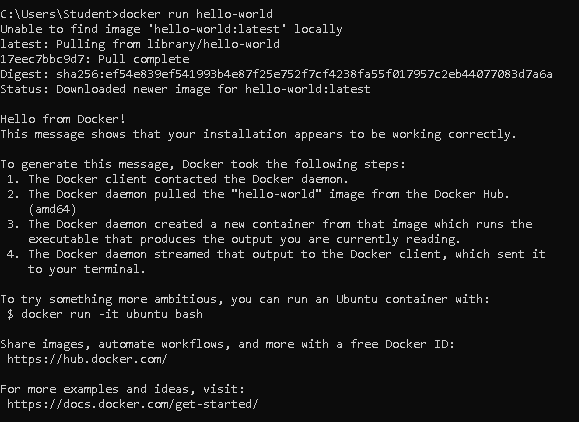 C:\Users\Student>docker run hello-world
Unable to find image 'hello-world:latest' locally
latest: Pulling from library/hello-world
17eec7bbc9d7: Pull complete
Digest: sha256:ef54e839ef541993b4e87f25e752f7cf4238fa55f017957c2eb44077083d7a6a
Status: Downloaded newer image for hello-world:latest

Hello from Docker!
This message shows that your installation appears to be working correctly.

To generate this message, Docker took the following steps:
 1. The Docker client contacted the Docker daemon.
 2. The Docker daemon pulled the "hello-world" image from the Docker Hub.
    (amd64)
 3. The Docker daemon created a new container from that image which runs the
    executable that produces the output you are currently reading.
 4. The Docker daemon streamed that output to the Docker client, which sent it
    to your terminal.

To try something more ambitious, you can run an Ubuntu container with:
 $ docker run -it ubuntu bash

Share images, automate workflows, and more with a free Docker ID:
 https://hub.docker.com/

For more examples and ideas, visit:
 https://docs.docker.com/get-started/